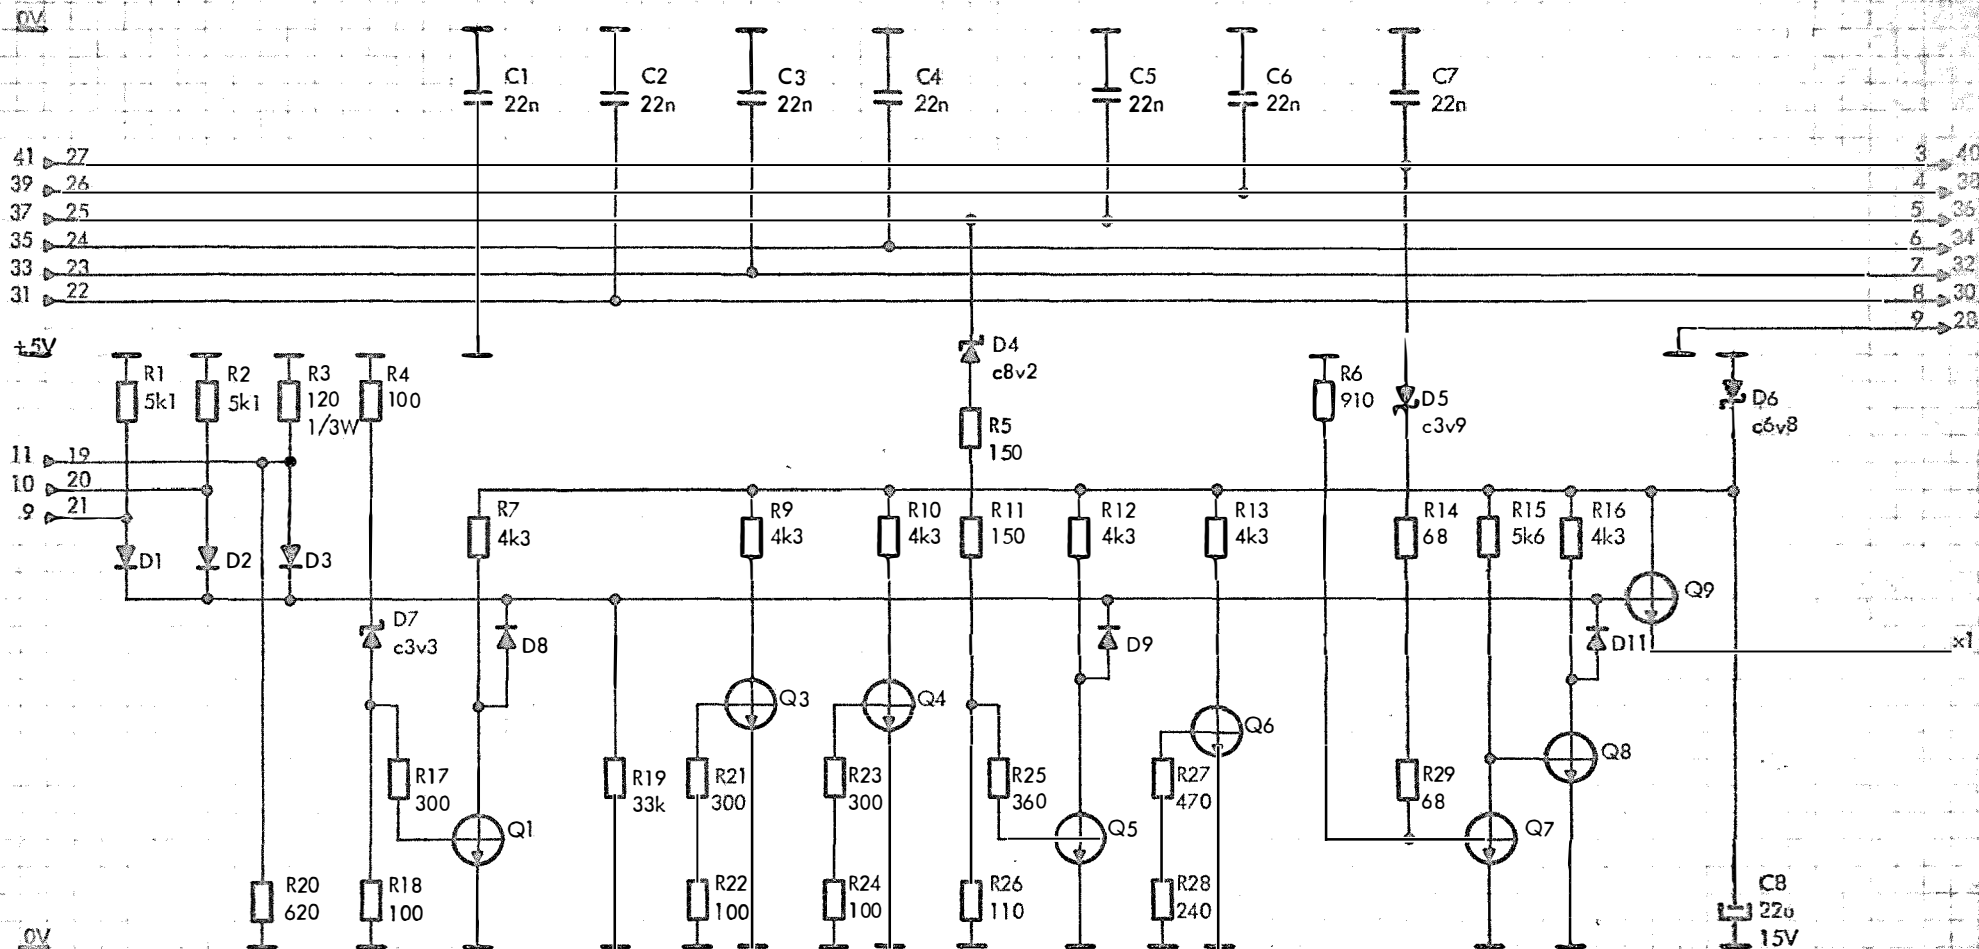 0V
C1
22n
C2
22n
C3
22n
C4
22n
C5
22n
C6
22n
C7
22n
41 27 3 40
39 26 4 38
37 25 5 36
35 24 6 34
33 23 7 32
31 22 8 30
9 28
+5V
R1
5k1
R2
5k1
R3
120
1/3W
R4
100
D4
c8v2
R5
150
R6
910
D5
c3v9
D6
c6v8
11 19
10 20
9 21
D1
D2
D3
R7
4k3
R9
4k3
R10
4k3
R11
150
R12
4k3
R13
4k3
R14
68
R15
5k6
R16
4k3
Q9
D7
c3v3
D8
D9
D11
x1
Q3
Q4
Q6
Q8
R17
300
R19
33k
R21
300
R23
300
R25
360
R27
470
R29
68
Q1
Q5
Q7
R20
620
R18
100
R22
100
R24
100
R26
110
R28
240
C8
22u
15V
0V